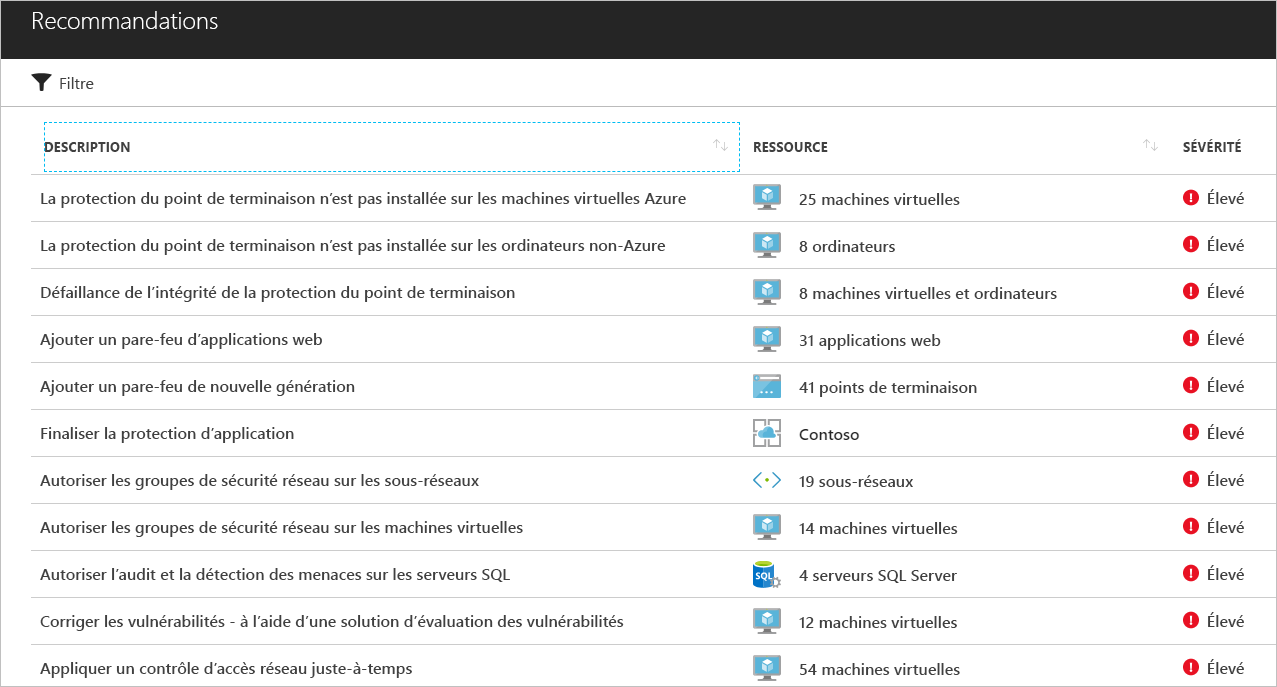 Recommandations
Filtre
DESCRIPTION RESSOURCE SÉVÉRITÉ
La protection du point de terminaison n’est pas installée sur les machines virtuelles Azure 25 machines virtuelles Élevé
La protection du point de terminaison n’est pas installée sur les ordinateurs non-Azure 8 ordinateurs Élevé
Défaillance de l’intégrité de la protection du point de terminaison 8 machines virtuelles et ordinateurs Élevé
Ajouter un pare-feu d’applications web 31 applications web Élevé
Ajouter un pare-feu de nouvelle génération 41 points de terminaison Élevé
Finaliser la protection d’application Contoso Élevé
Autoriser les groupes de sécurité réseau sur les sous-réseaux 19 sous-réseaux Élevé
Autoriser les groupes de sécurité réseau sur les machines virtuelles 14 machines virtuelles Élevé
Autoriser l’audit et la détection des menaces sur les serveurs SQL SQL 4 serveurs SQL Server Élevé
Corriger les vulnérabilités - à l’aide d’une solution d’évaluation des vulnérabilités 12 machines virtuelles Élevé
Appliquer un contrôle d’accès réseau juste-à-temps 54 machines virtuelles Élevé